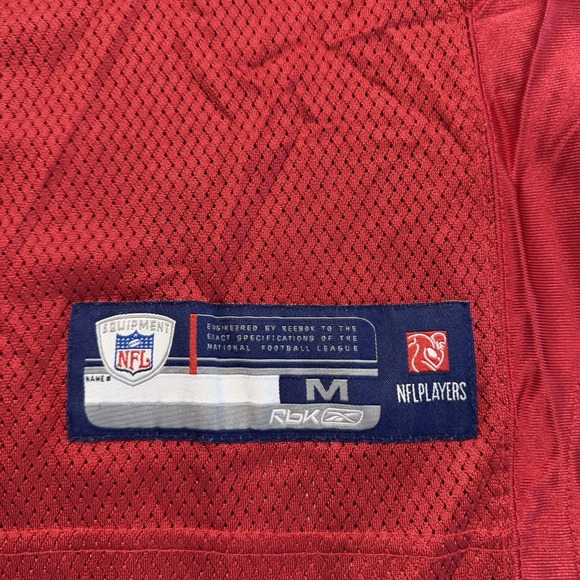 EQUIPMENT
NFL
ENGINEERED BY REEBOK TO THE
EXACT SPECIFICATIONS OF THE
NATIONAL FOOTBALL LEAGUE
NAME #
M
RbK
NFLPLAYERS